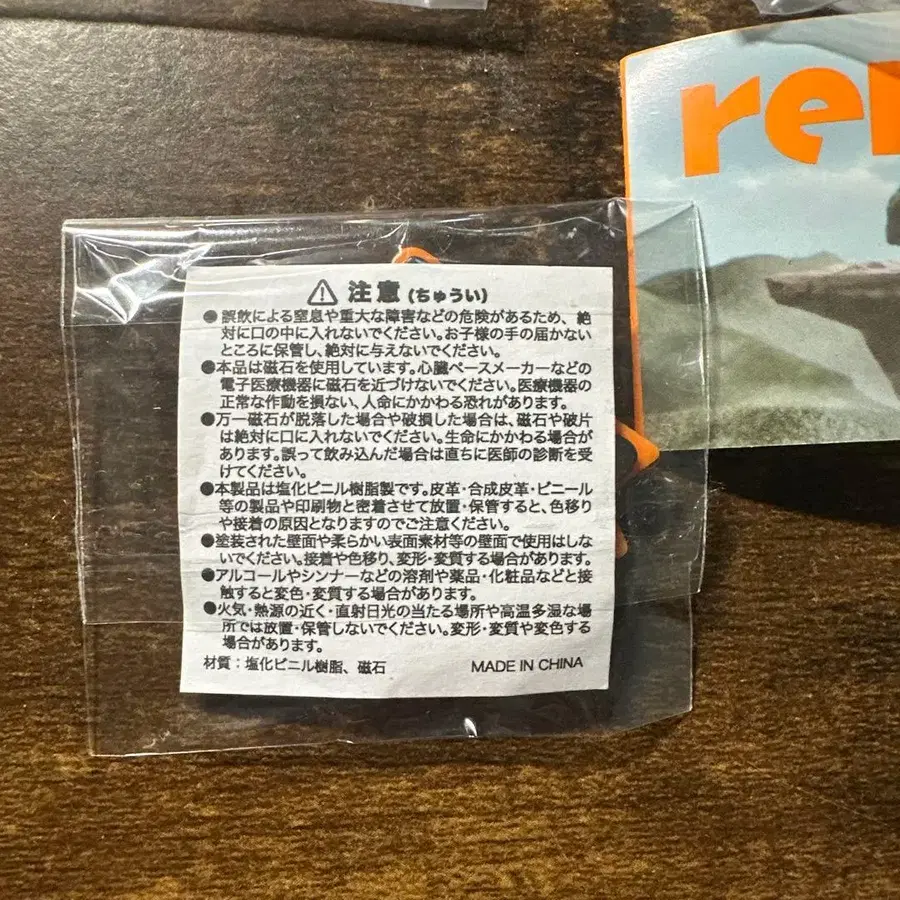 re
⚠ 注意 (ちゅうい)
●誤飲による窒息や重大な障害などの危険があるため、絶
対に口の中に入れないでください。お子様の手の届かない
ところに保管し、絶対に与えないでください。
●本品は磁石を使用しています。心臓ペースメーカーなどの
電子医療機器に磁石を近づけないでください。医療機器の
正常な作動を損ない、人命にかかわる恐れがあります。
●万一磁石が脱落した場合や破損した場合は、磁石や破片
は絶対に口に入れないでください。生命にかかわる場合が
あります。誤って飲み込んだ場合は直ちに医師の診断を受
けてください。
●本製品は塩化ビニル樹脂製です。皮革・合成皮革・ビニール
等の製品や印刷物と密着させて放置・保管すると、色移り
や接着の原因となりますのでご注意ください。
●塗装された壁面や柔らかい表面素材等の壁面で使用はしな
いでください。接着や色移り、変形・変質する場合があります。
●アルコールやシンナーなどの溶剤や薬品・化粧品などと接
触すると変色・変質する場合があります。
●火気・熱源の近く・直射日光の当たる場所や高温多湿な場
所では放置・保管しないでください。変形・変質や変色する
場合があります。
材質：塩化ビニル樹脂、磁石 MADE IN CHINA